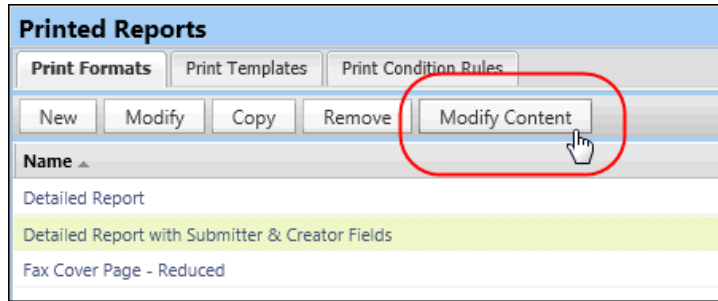 Printed Reports
Print Formats Print Templates Print Condition Rules
New Modify Copy Remove Modify Content
Name
Detailed Report
Detailed Report with Submitter & Creator Fields
Fax Cover Page - Reduced